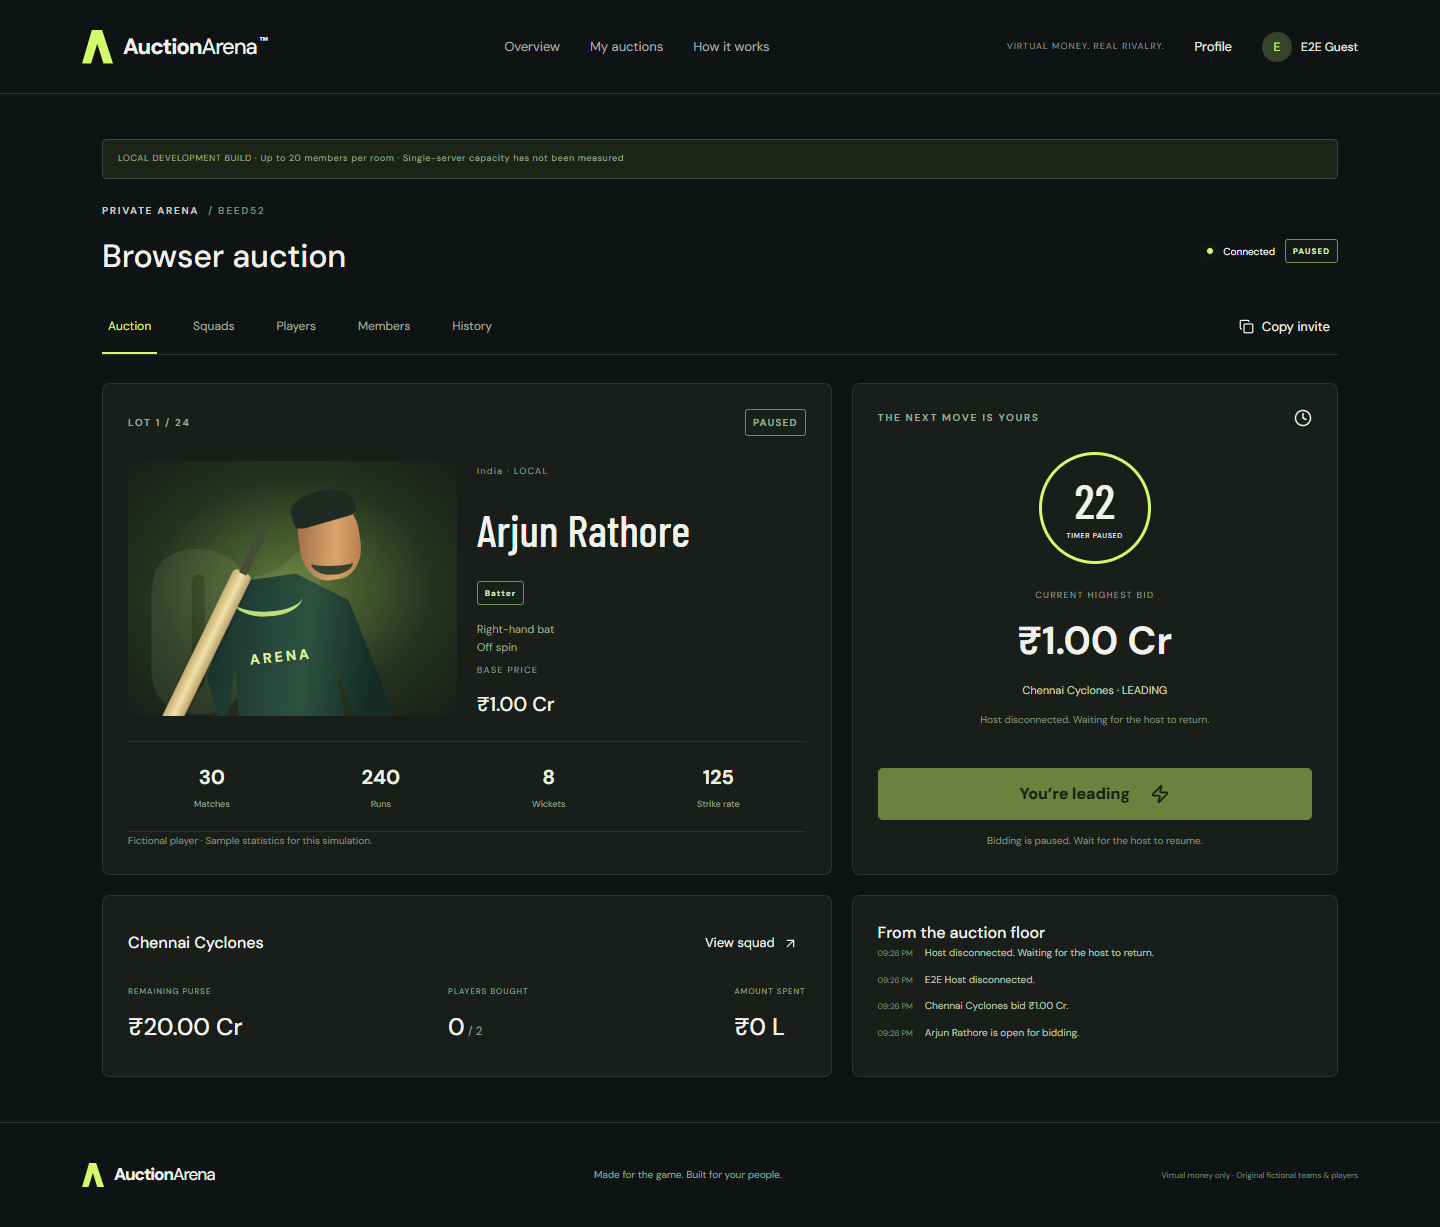 AuctionArena™
Overview
My auctions
How it works
VIRTUAL MONEY. REAL RIVALRY.
Profile
E
E2E Guest
LOCAL DEVELOPMENT BUILD · Up to 20 members per room · Single-server capacity has not been measured
PRIVATE ARENA / BEED52
Browser auction
Connected
PAUSED
Auction
Squads
Players
Members
History
Copy invite
LOT 1 / 24
PAUSED
India · LOCAL
Arjun Rathore
Batter
Right-hand bat
Off spin
BASE PRICE
₹1.00 Cr
ARENA
30
Matches
240
Runs
8
Wickets
125
Strike rate
Fictional player · Sample statistics for this simulation.
THE NEXT MOVE IS YOURS
22
TIMER PAUSED
CURRENT HIGHEST BID
₹1.00 Cr
Chennai Cyclones · LEADING
Host disconnected. Waiting for the host to return.
You're leading
Bidding is paused. Wait for the host to resume.
Chennai Cyclones
View squad
REMAINING PURSE
₹20.00 Cr
PLAYERS BOUGHT
0 / 2
AMOUNT SPENT
₹0 L
From the auction floor
09:26 PM Host disconnected. Waiting for the host to return.
09:26 PM E2E Host disconnected.
09:26 PM Chennai Cyclones bid ₹1.00 Cr.
09:26 PM Arjun Rathore is open for bidding.
AuctionArena
Made for the game. Built for your people.
Virtual money only · Original fictional teams & players